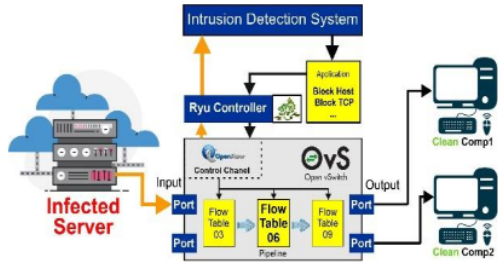 Intrusion Detection System
Application
Block Host
Block TCP
...
Ryu Controller
OpenFlow
Control Chanel
OvS
Open vSwitch
Input
Output
Port
Port
Port
Port
Flow
Table
03
Flow
Table
06
Flow
Table
09
Pipeline
Infected
Server
Clean Comp1
Clean Comp2